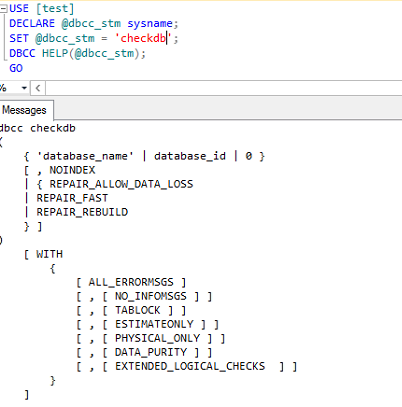 USE [test]
DECLARE @dbcc_stm sysname;
SET @dbcc_stm = 'checkdb';
DBCC HELP(@dbcc_stm);
GO
%
Messages
dbcc checkdb
(
{ 'database_name' | database_id | 0 }
[ , NOINDEX
| { REPAIR_ALLOW_DATA_LOSS
| REPAIR_FAST
| REPAIR_REBUILD
} ]
)
[ WITH
{
[ ALL_ERRORMSGS ]
[ , [ NO_INFOMSGS ] ]
[ , [ TABLOCK ] ]
[ , [ ESTIMATEONLY ] ]
[ , [ PHYSICAL_ONLY ] ]
[ , [ DATA_PURITY ] ]
[ , [ EXTENDED_LOGICAL_CHECKS ] ]
}
]